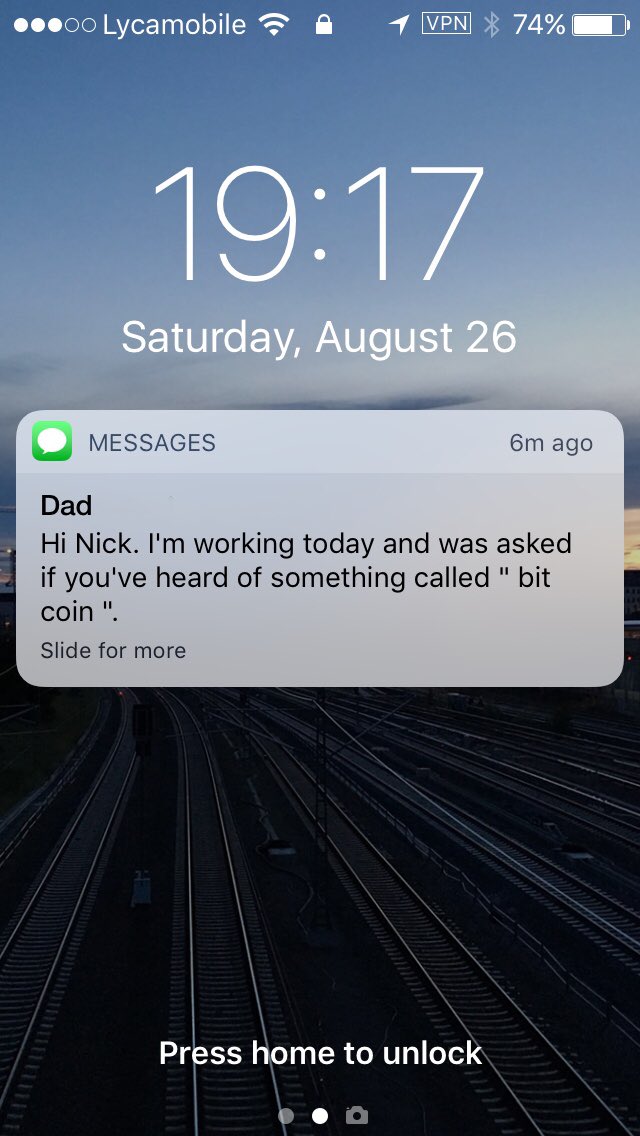 Lycamobile VPN 74%
19:17
Saturday, August 26
MESSAGES 6m ago
Dad
Hi Nick. I'm working today and was asked
if you've heard of something called " bit
coin ".
Slide for more
Press home to unlock